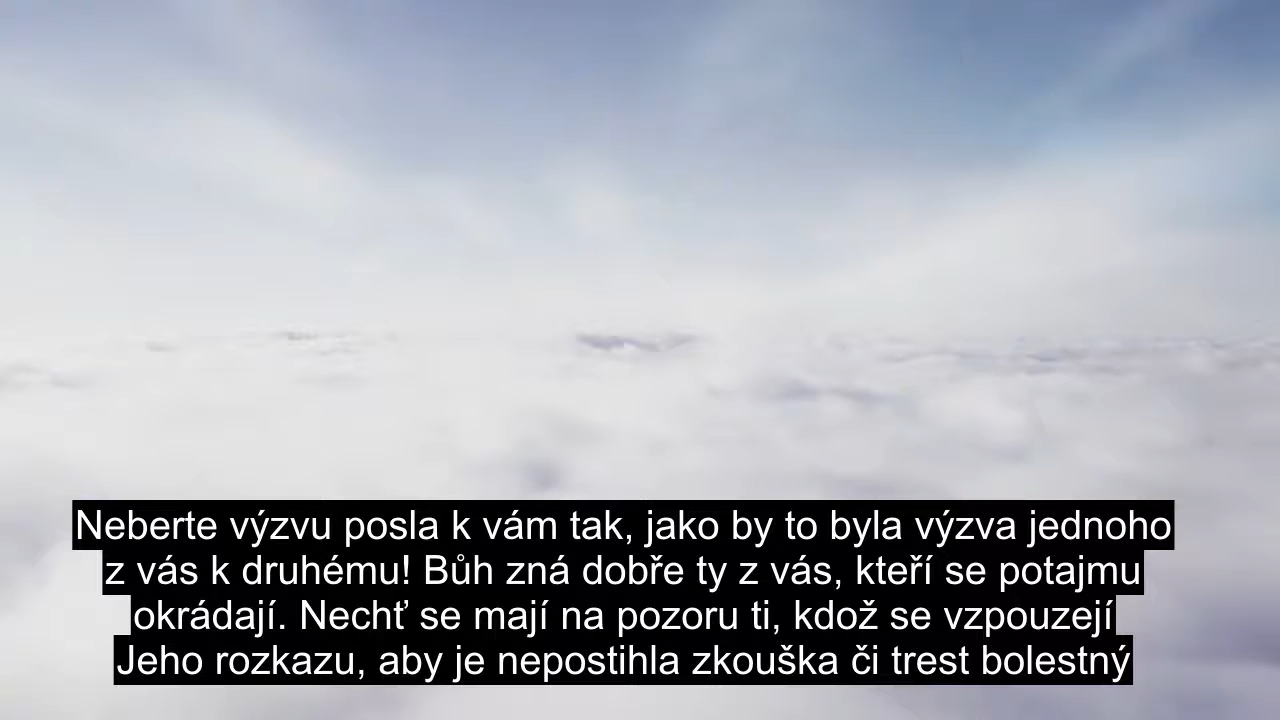 Neberte výzvu posla k vám tak, jako by to byla výzva jednoho
z vás k druhému! Bůh zná dobře ty z vás, kteří se potajmu
okrádají. Nechť se mají na pozoru ti, kdož se vzpouzejí
Jeho rozkazu, aby je nepostihla zkouška či trest bolestný